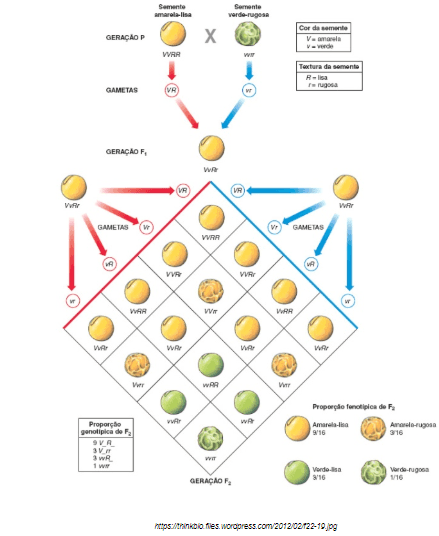 Semente
amarela-lisa
Semente
verde-rugosa
GERAÇÃO P
X
VVRR
vvrr
Cor da semente
V = amarela
v = verde
Textura da semente
R = lisa
r = rugosa
GAMETAS
VR
vr
GERAÇÃO F1
VvRr
VvRr
VvRr
VR
VR
Vr
GAMETAS
Vr
GAMETAS
vR
vR
vr
vr
VVRR
VVRr
VVRr
VvRR
VVrr
VvRR
VvRr
VvRr
VvRr
VvRr
Vvrr
vvRR
Vvrr
vvRr
vvRr
vvrr
GERAÇÃO F2
Proporção
genotípica de F2
9 V_R_
3 V_rr
3 vvR_
1 vvrr
Proporção fenotípica de F2
Amarela-lisa
9/16
Amarela-rugosa
3/16
Verde-lisa
3/16
Verde-rugosa
1/16
https://thinkbio.files.wordpress.com/2012/02/f22-19.jpg